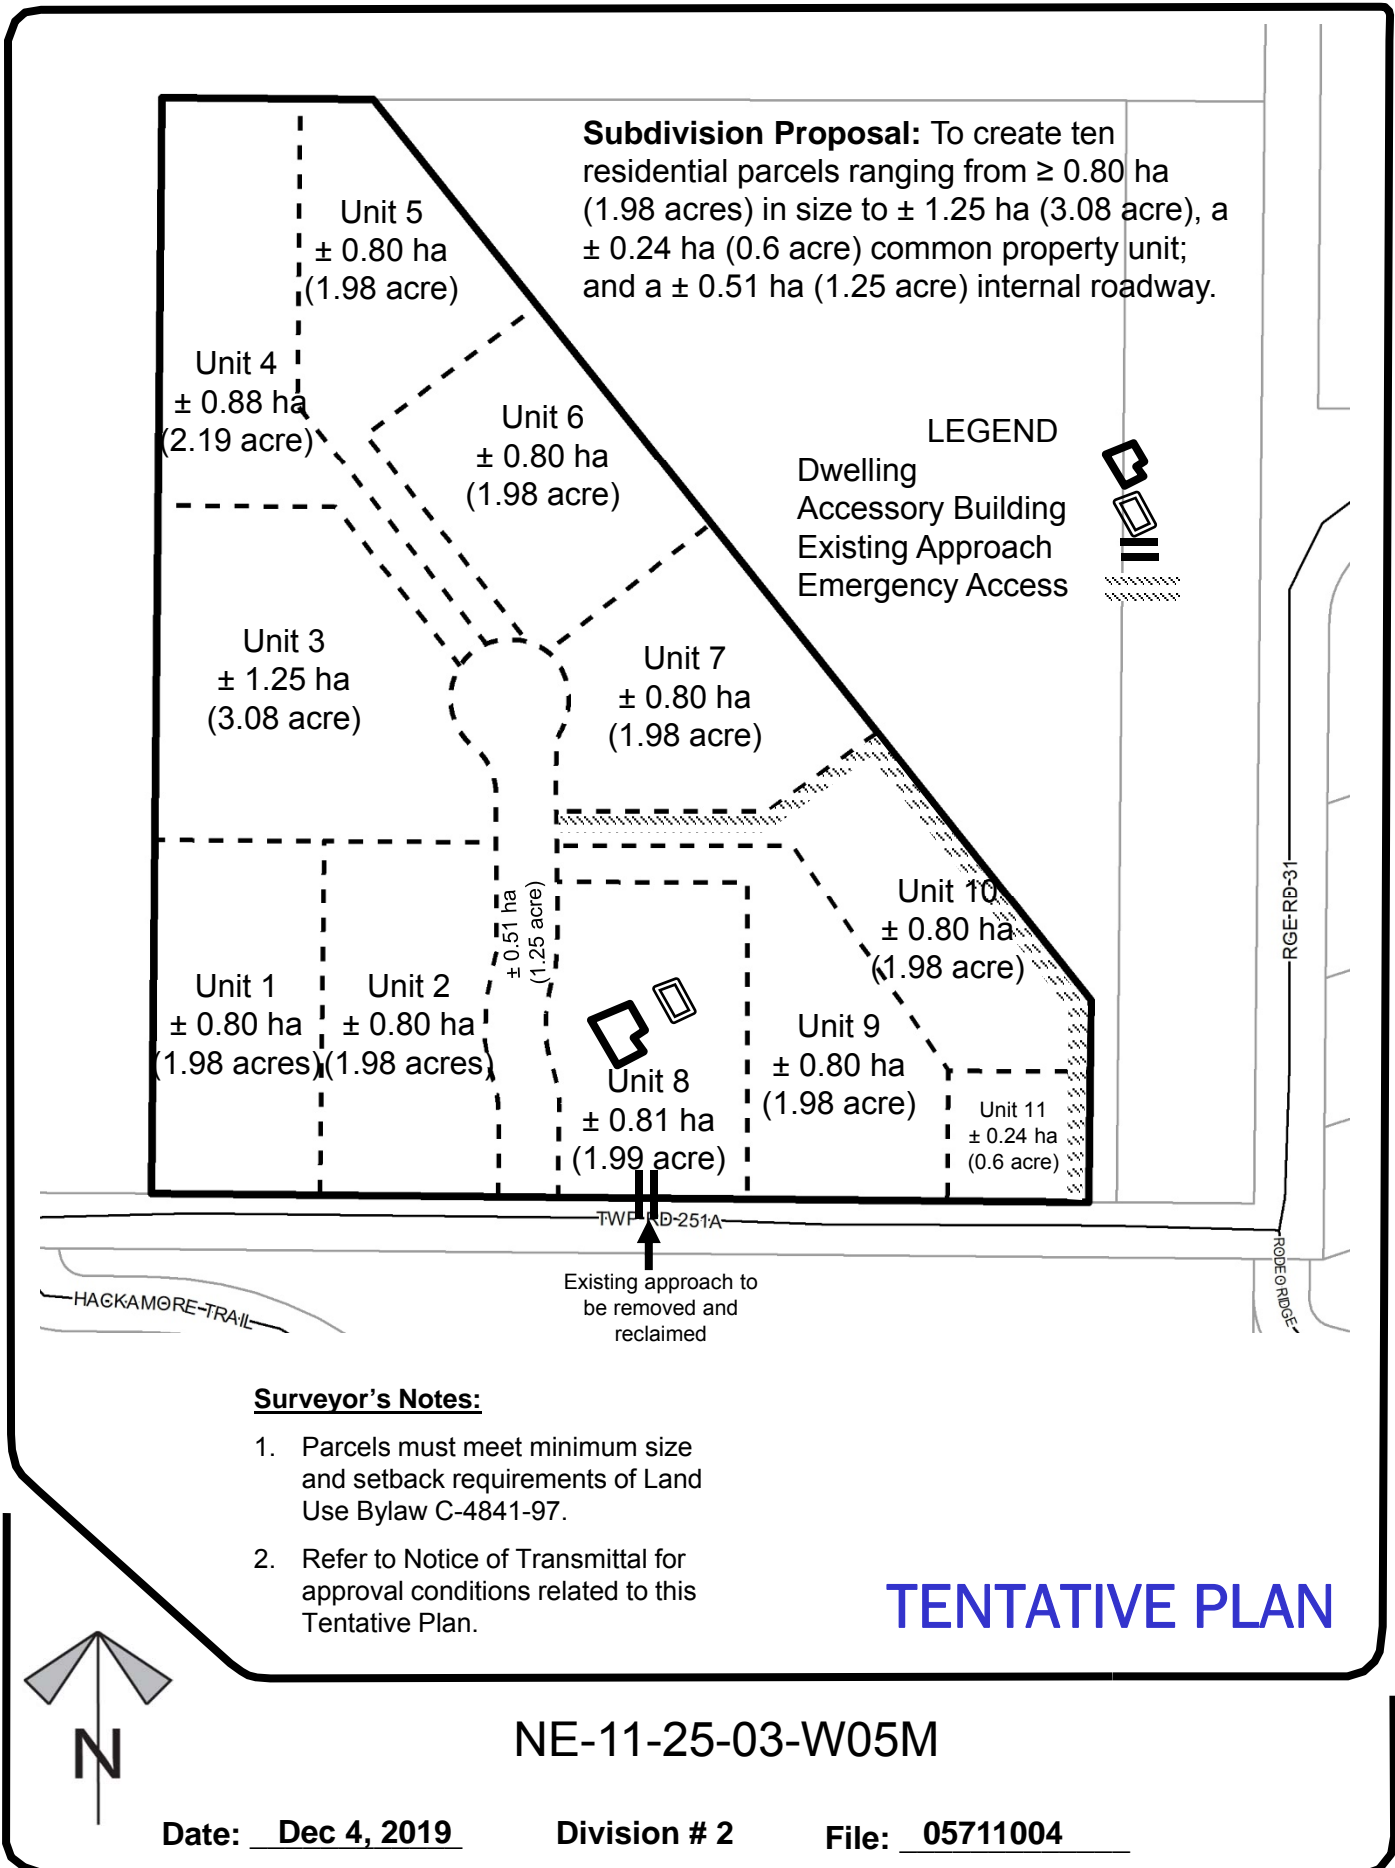 Subdivision Proposal: To create ten
residential parcels ranging from ≥ 0.80 ha
(1.98 acres) in size to ± 1.25 ha (3.08 acre), a
± 0.24 ha (0.6 acre) common property unit;
and a ± 0.51 ha (1.25 acre) internal roadway.
Unit 5
± 0.80 ha
(1.98 acre)
Unit 4
± 0.88 ha
(2.19 acre)
Unit 6
± 0.80 ha
(1.98 acre)
LEGEND
Dwelling
Accessory Building
Existing Approach
Emergency Access
Unit 3
± 1.25 ha
(3.08 acre)
Unit 7
± 0.80 ha
(1.98 acre)
± 0.51 ha
(1.25 acre)
Unit 10
± 0.80 ha
(1.98 acre)
RGE-RD-31
Unit 1
± 0.80 ha
(1.98 acres)
Unit 2
± 0.80 ha
(1.98 acres)
Unit 8
± 0.81 ha
(1.99 acre)
Unit 9
± 0.80 ha
(1.98 acre)
Unit 11
± 0.24 ha
(0.6 acre)
TWP-RD-251A
RODEO RIDGE
HACKAMORE-TRAIL
Existing approach to
be removed and
reclaimed
Surveyor's Notes:
1. Parcels must meet minimum size
and setback requirements of Land
Use Bylaw C-4841-97.
2. Refer to Notice of Transmittal for
approval conditions related to this
Tentative Plan.
TENTATIVE PLAN
N
NE-11-25-03-W05M
Date: Dec 4, 2019 Division # 2 File: 05711004